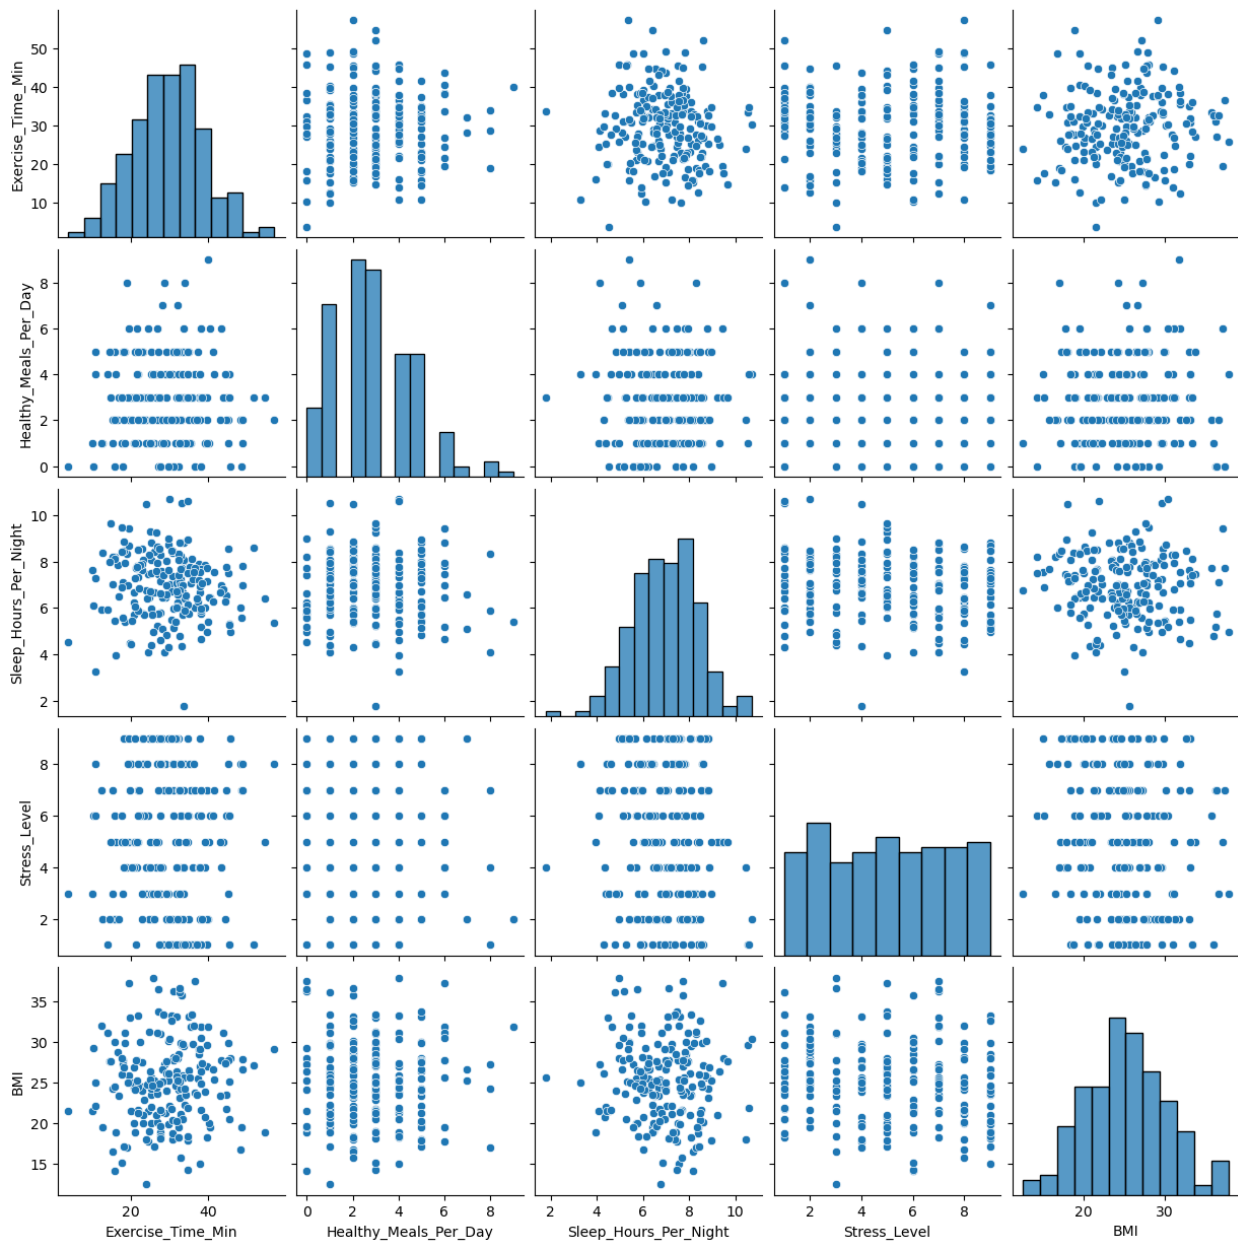 Exercise_Time_Min
50
40
30
20
10
Healthy_Meals_Per_Day
8
6
4
2
0
Sleep_Hours_Per_Night
10
8
6
4
2
Stress_Level
8
6
4
2
BMI
35
30
25
20
15
20 40
0 2 4 6 8
2 4 6 8 10
2 4 6 8
20 30
Exercise_Time_Min Healthy_Meals_Per_Day Sleep_Hours_Per_Night Stress_Level BMI